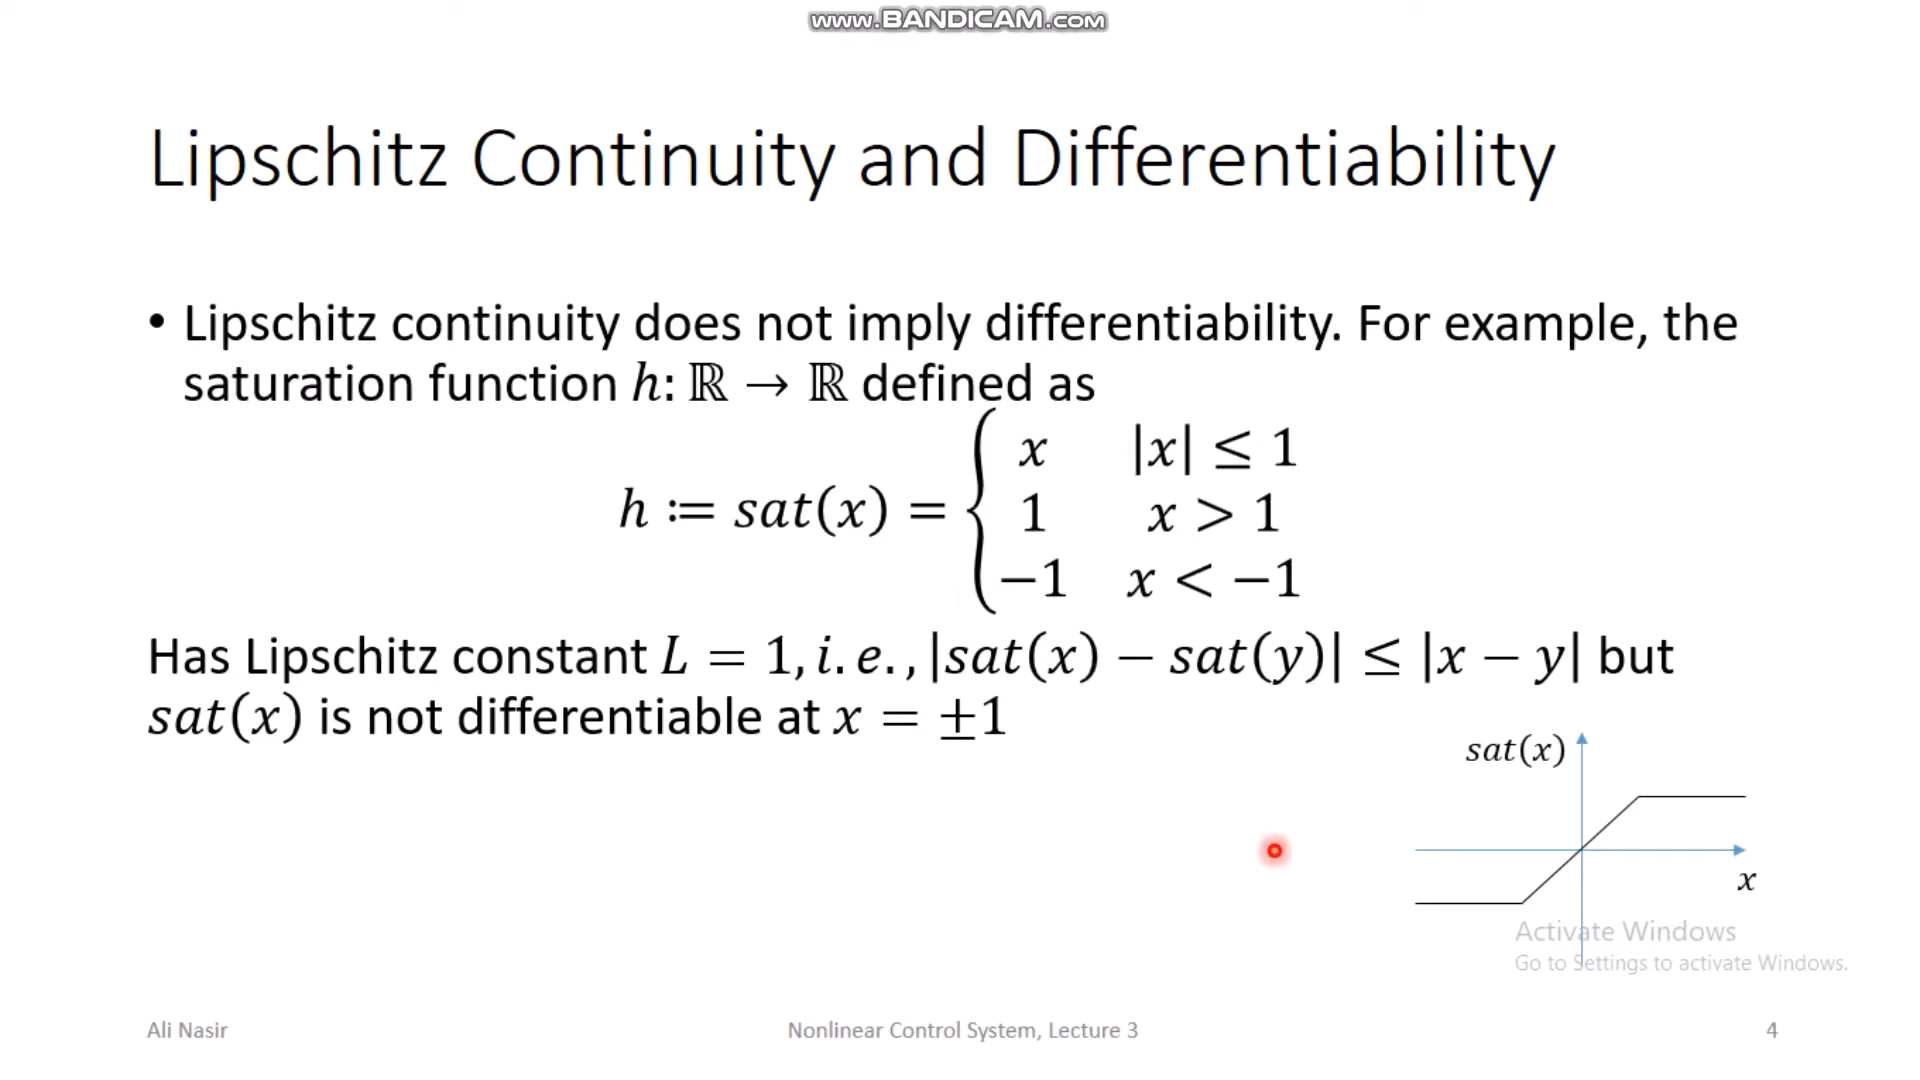 www.BANDICAM.com
Lipschitz Continuity and Differentiability
• Lipschitz continuity does not imply differentiability. For example, the
saturation function h: ℝ → ℝ defined as
h ≔ sat(x) = { x |x| ≤ 1
1 x > 1
−1 x < −1
Has Lipschitz constant L = 1, i.e., |sat(x) − sat(y)| ≤ |x − y| but
sat(x) is not differentiable at x = ±1
sat(x)
x
Activate Windows
Go to Settings to activate Windows.
Ali Nasir
Nonlinear Control System, Lecture 3
4